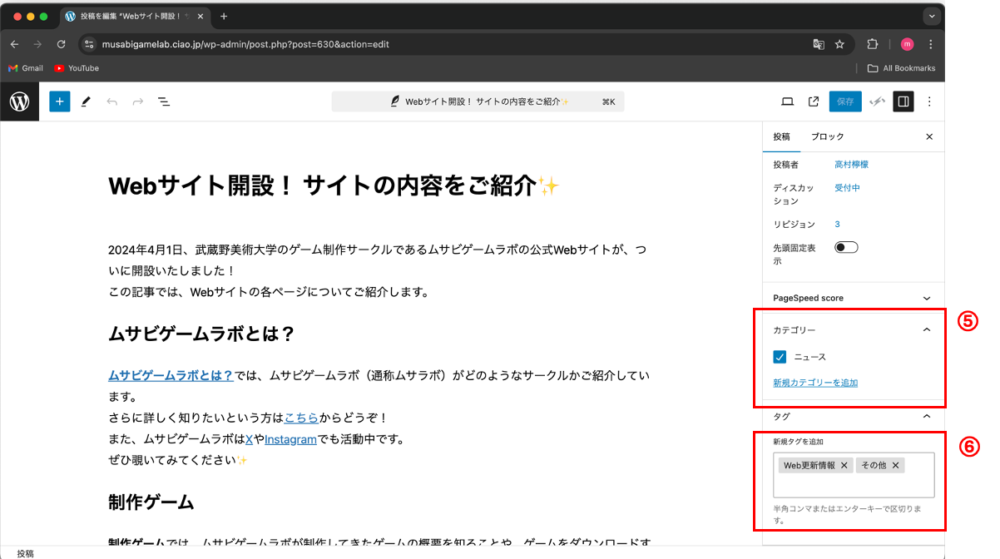 投稿を編集 "Webサイト開設！
musabigamelab.ciao.jp/wp-admin/post.php?post=630&action=edit
m
Gmail YouTube All Bookmarks
Webサイト開設！ サイトの内容をご紹介✨ ⌘K
保存
投稿 ブロック
Webサイト開設！ サイトの内容をご紹介✨
2024年4月1日、武蔵野美術大学のゲーム制作サークルであるムサビゲームラボの公式Webサイトが、つ
いに開設いたしました！
この記事では、Webサイトの各ページについてご紹介します。
ムサビゲームラボとは？
ムサビゲームラボとは？では、ムサビゲームラボ（通称ムサラボ）がどのようなサークルかご紹介してい
ます。
さらに詳しく知りたいという方はこちらからどうぞ！
また、ムサビゲームラボはXやInstagramでも活動中です。
ぜひ覗いてみてください✨
制作ゲーム
制作ゲームでは、ムサビゲームラボが制作してきたゲームの概要を知ることや、ゲームをダウンロードす
投稿
投稿者 高村檸檬
ディスカッ 受付中
ション
リビジョン 3
先頭固定表
示
PageSpeed score
⑤
カテゴリー
ニュース
新規カテゴリーを追加
タグ
⑥
新規タグを追加
Web更新情報 その他
半角コンマまたはエンターキーで区切りま
す。